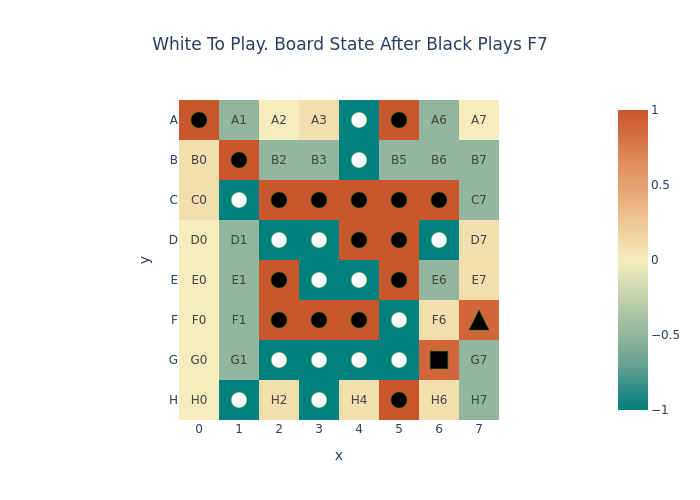 White To Play. Board State After Black Plays F7
A A1 A2 A3 A6 A7
B B0 B2 B3 B5 B6 B7
C C0 C7
D D0 D1 D7
E E0 E1 E6 E7
F F0 F1 F6
G G0 G1 G7
H H0 H2 H4 H6 H7
0 1 2 3 4 5 6 7
x
y
1
0.5
0
−0.5
−1